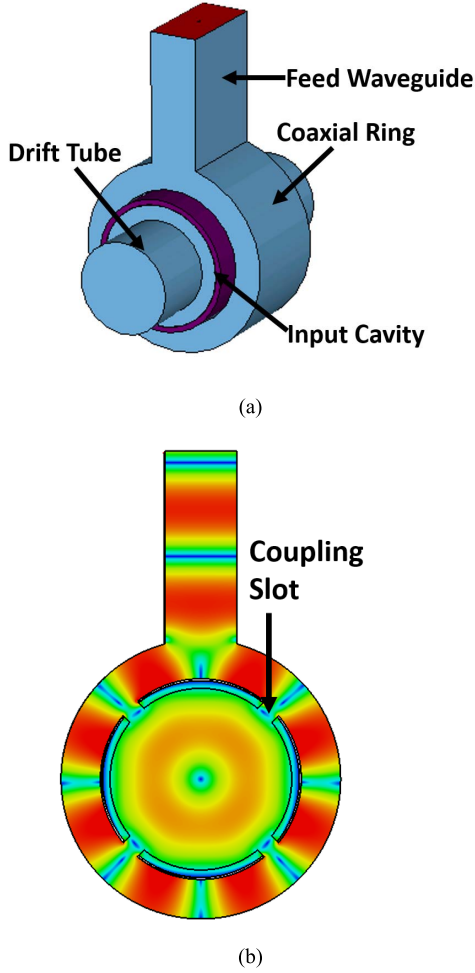 Feed Waveguide
Coaxial Ring
Drift Tube
Input Cavity
(a)
Coupling
Slot
(b)